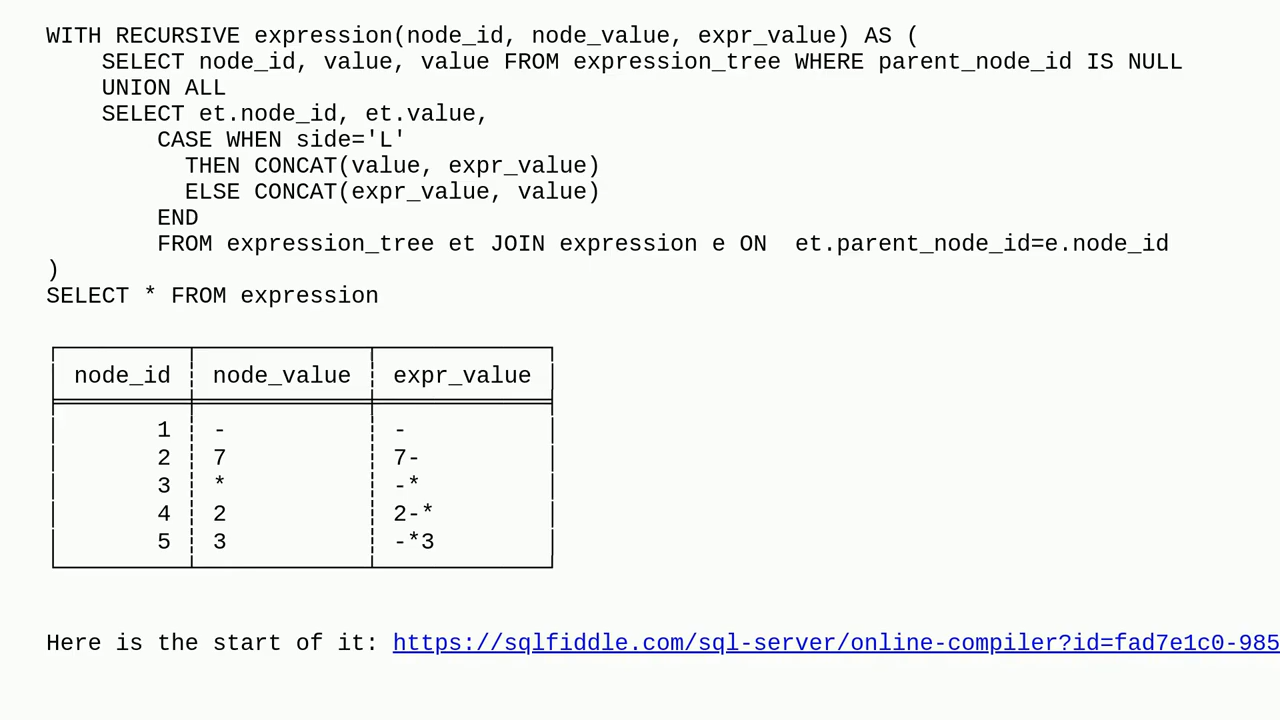 WITH RECURSIVE expression(node_id, node_value, expr_value) AS (
SELECT node_id, value, value FROM expression_tree WHERE parent_node_id IS NULL
UNION ALL
SELECT et.node_id, et.value,
CASE WHEN side='L'
THEN CONCAT(value, expr_value)
ELSE CONCAT(expr_value, value)
END
FROM expression_tree et JOIN expression e ON  et.parent_node_id=e.node_id
)
SELECT * FROM expression
node_id node_value expr_value
1 - -
2 7 7-
3 * -*
4 2 2-*
5 3 -*3
Here is the start of it: https://sqlfiddle.com/sql-server/online-compiler?id=fad7e1c0-985